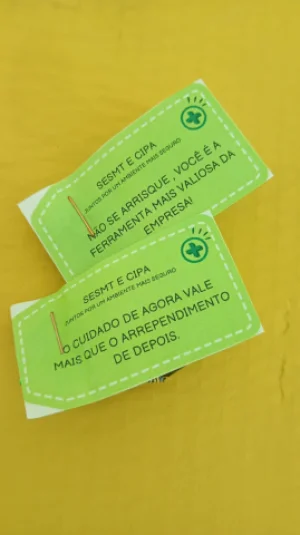 SESMT E CIPA
JUNTOS POR UM AMBIENTE MAIS SEGURO
NÃO SE ARRISQUE, VOCÊ É A
FERRAMENTA MAIS VALIOSA DA
EMPRESA!
SESMT E CIPA
JUNTOS POR UM AMBIENTE MAIS SEGURO
O CUIDADO DE AGORA VALE
MAIS QUE O ARREPENDIMENTO
DE DEPOIS.